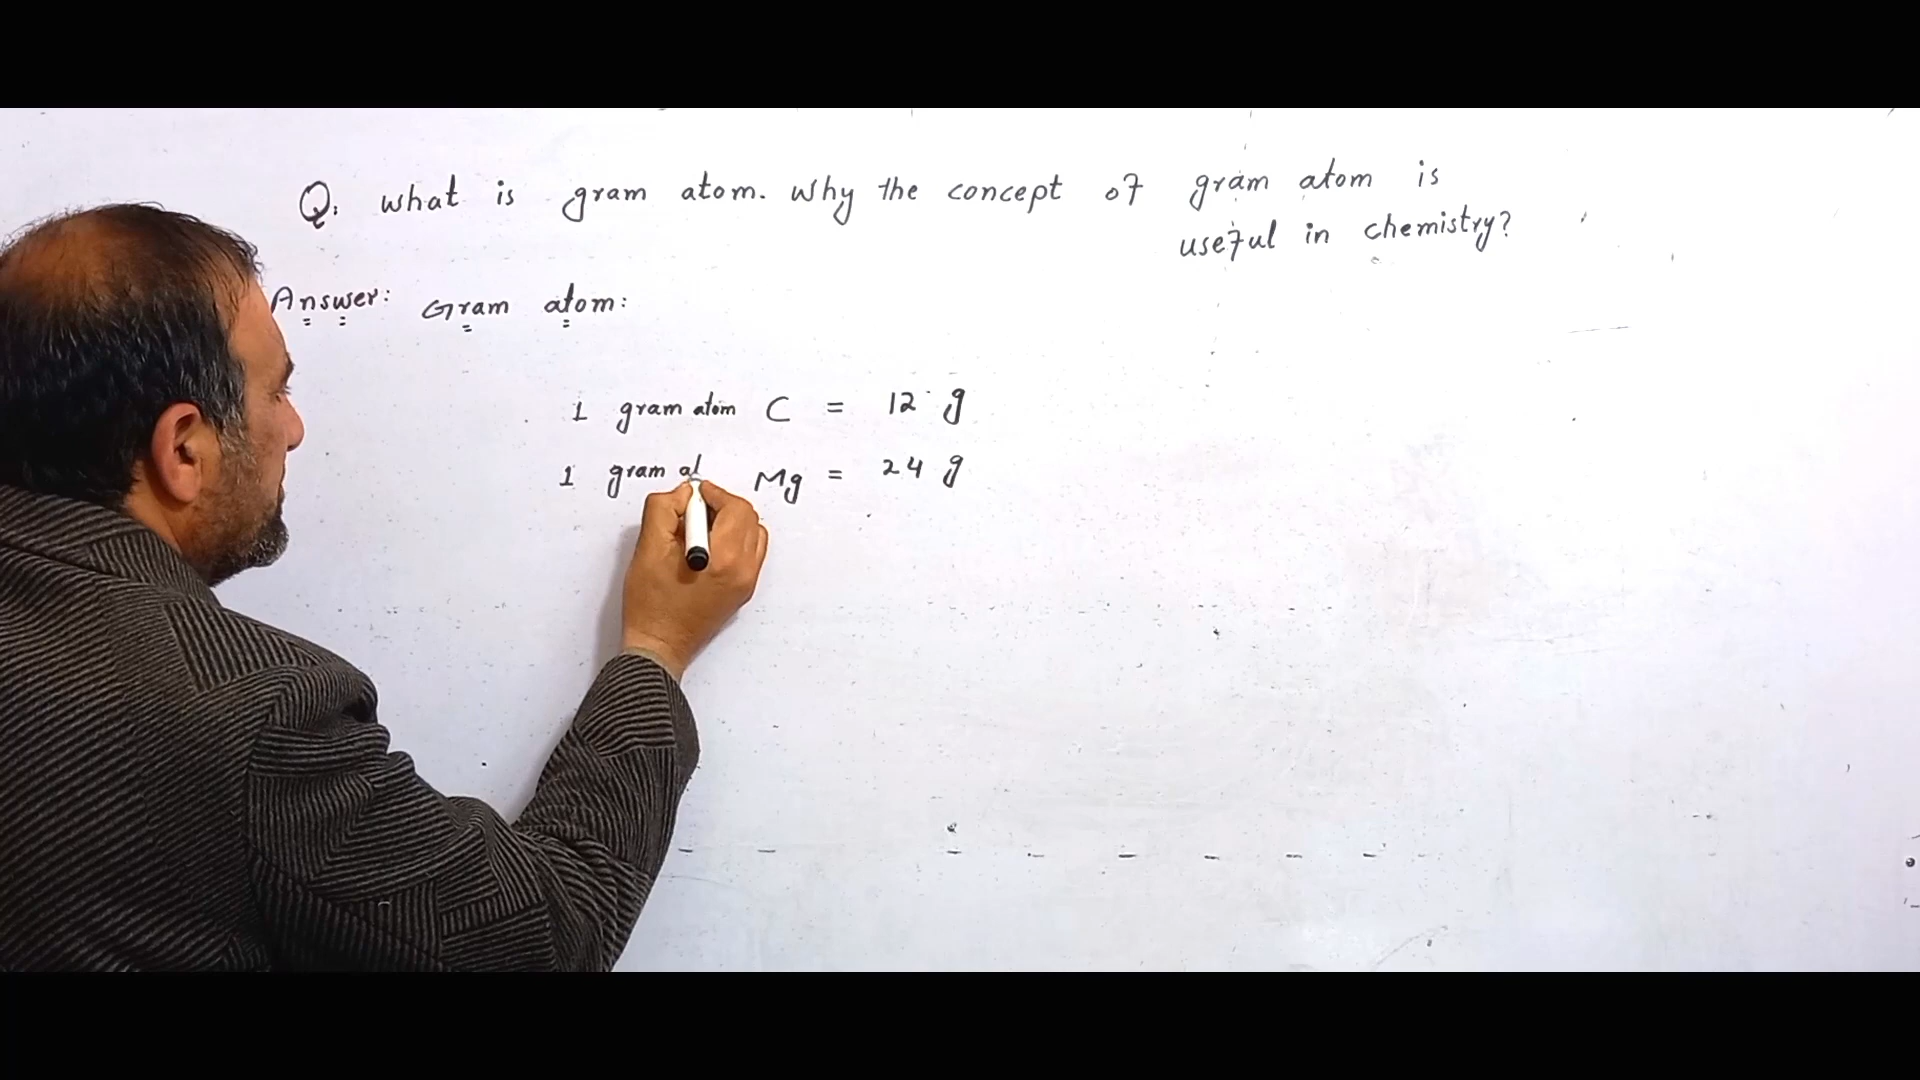 Q. What is gram atom. Why the concept of gram atom is
useful in chemistry?
Answer: Gram atom:
1 gram atom C = 12 g
1 gram at Mg = 24 g